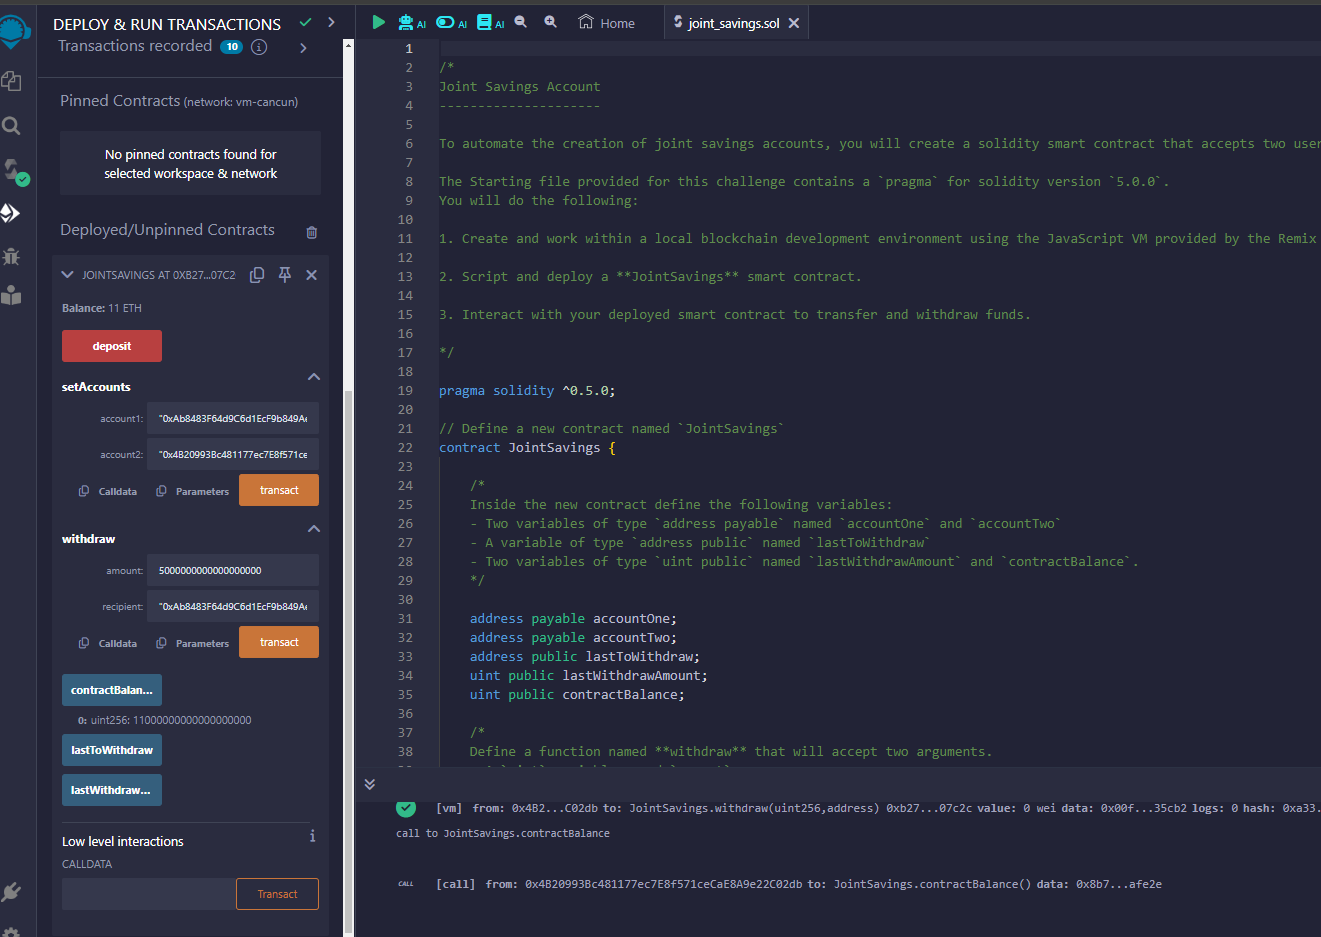 DEPLOY & RUN TRANSACTIONS
Transactions recorded 10
Pinned Contracts (network: vm-cancun)
No pinned contracts found for
selected workspace & network
Deployed/Unpinned Contracts
JOINTSAVINGS AT 0XB27...07C2
Balance: 11 ETH
deposit
setAccounts
account1: "0xAb8483F64d9C6d1EcF9b849Ae
account2: "0x4B20993Bc481177ec7E8f571ce
Calldata Parameters transact
withdraw
amount: 5000000000000000000
recipient: "0xAb8483F64d9C6d1EcF9b849Ae
Calldata Parameters transact
contractBalan...
0: uint256: 11000000000000000000
lastToWithdraw
lastWithdraw...
Low level interactions
CALLDATA
Transact
AI AI AI Home joint_savings.sol
1
2 /*
3 Joint Savings Account
4 ---------------------
5
6 To automate the creation of joint savings accounts, you will create a solidity smart contract that accepts two user
7
8 The Starting file provided for this challenge contains a `pragma` for solidity version `5.0.0`.
9 You will do the following:
10
11 1. Create and work within a local blockchain development environment using the JavaScript VM provided by the Remix
12
13 2. Script and deploy a **JointSavings** smart contract.
14
15 3. Interact with your deployed smart contract to transfer and withdraw funds.
16
17 */
18
19 pragma solidity ^0.5.0;
20
21 // Define a new contract named `JointSavings`
22 contract JointSavings {
23
24 /*
25 Inside the new contract define the following variables:
26 - Two variables of type `address payable` named `accountOne` and `accountTwo`
27 - A variable of type `address public` named `lastToWithdraw`
28 - Two variables of type `uint public` named `lastWithdrawAmount` and `contractBalance`.
29 */
30
31 address payable accountOne;
32 address payable accountTwo;
33 address public lastToWithdraw;
34 uint public lastWithdrawAmount;
35 uint public contractBalance;
36
37 /*
38 Define a function named **withdraw** that will accept two arguments.
[vm] from: 0x4B2...C02db to: JointSavings.withdraw(uint256,address) 0xb27...07c2c value: 0 wei data: 0x00f...35cb2 logs: 0 hash: 0xa33.
call to JointSavings.contractBalance
CALL [call] from: 0x4B20993Bc481177ec7E8f571ceCaE8A9e22C02db to: JointSavings.contractBalance() data: 0x8b7...afe2e